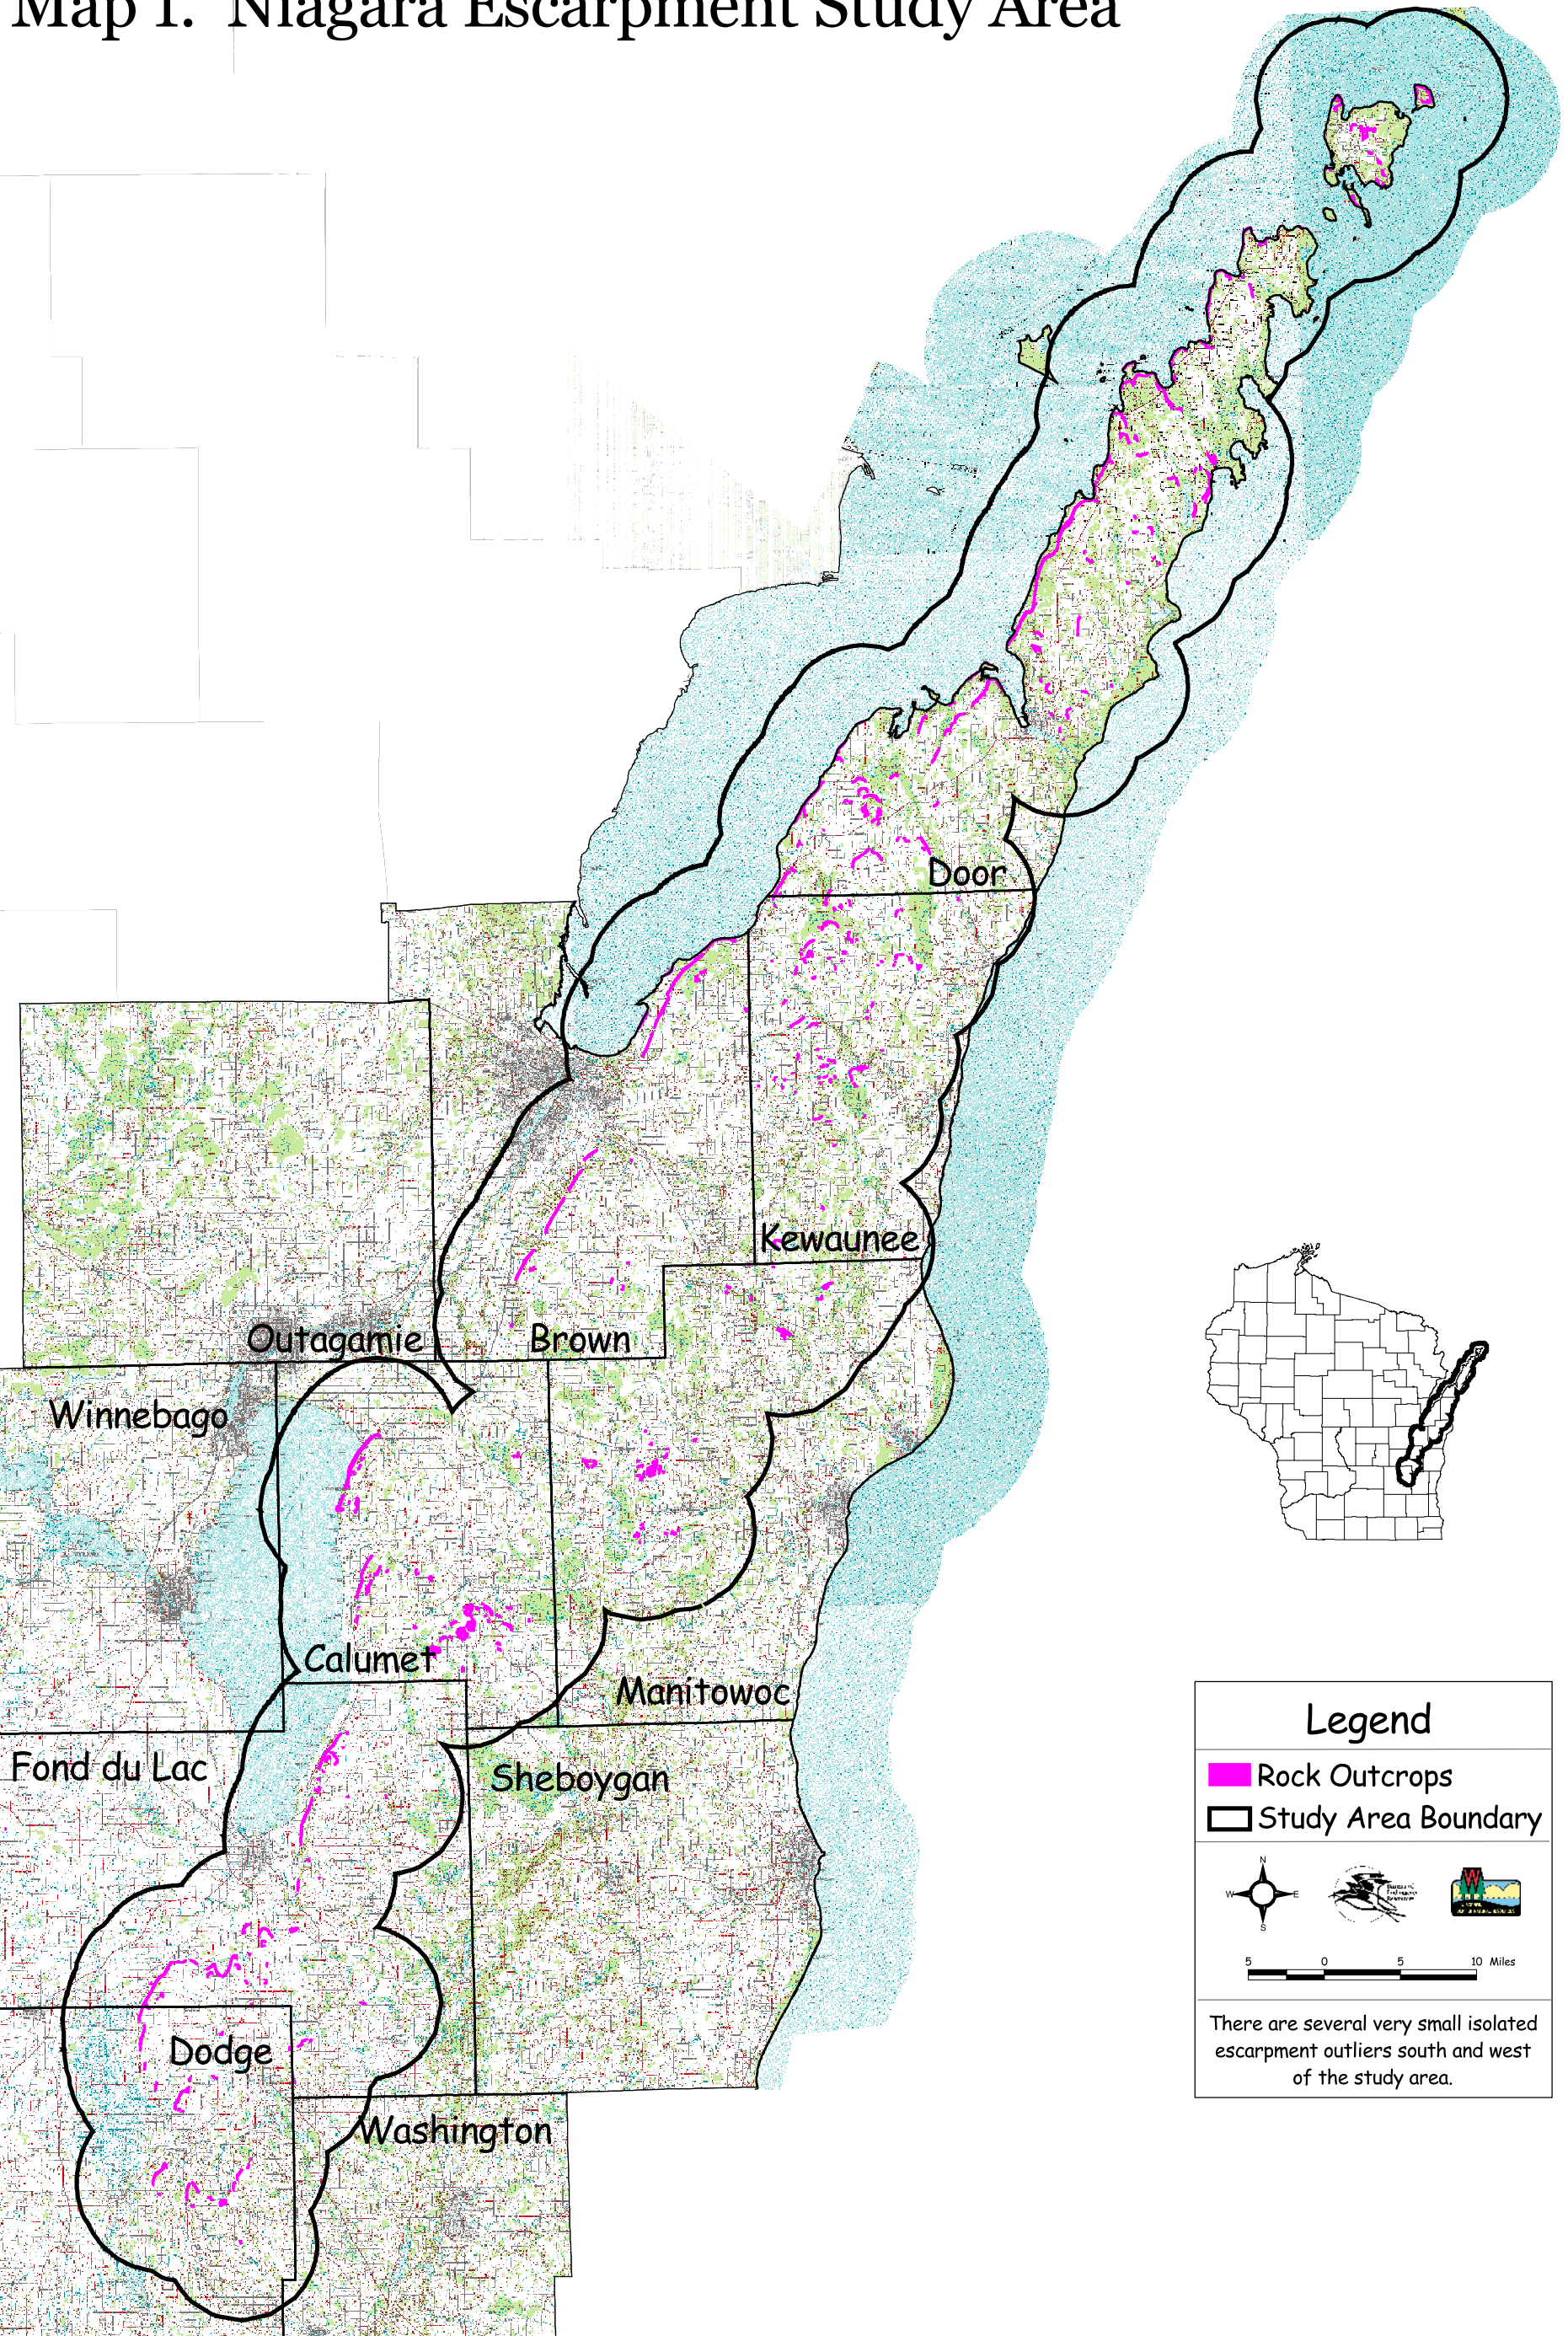 Map 1. Niagara Escarpment Study Area
Door
Kewaunee
Outagamie
Brown
Winnebago
Calumet
Manitowoc
Fond du Lac
Sheboygan
Dodge
Washington
Legend
Rock Outcrops
Study Area Boundary
N
W
E
S
5 0 5 10 Miles
There are several very small isolated
escarpment outliers south and west
of the study area.